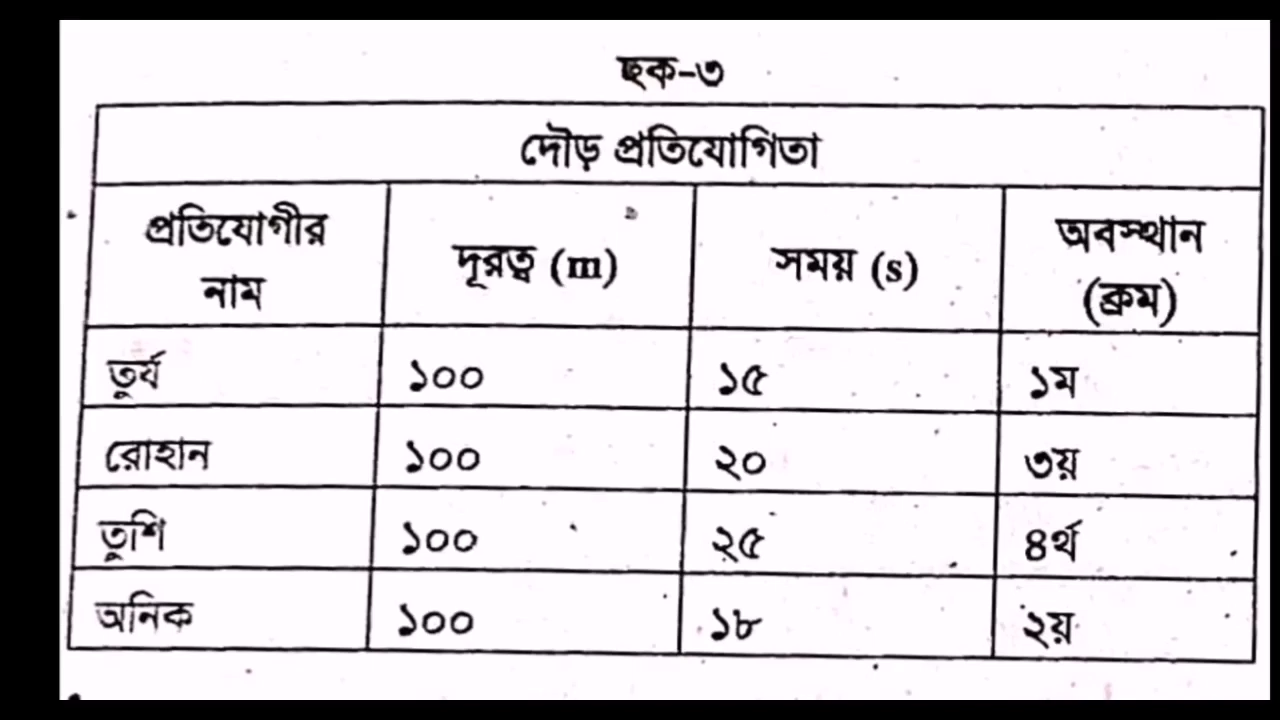 ছক-৩
দৌড় প্রতিযোগিতা
প্রতিযোগীর নাম দূরত্ব (m) সময় (s) অবস্থান (ক্রম)
তুর্য ১০০ ১৫ ১ম
রোহান ১০০ ২০ ৩য়
তুশি ১০০ ২৫ ৪র্থ
অনিক ১০০ ১৮ ২য়